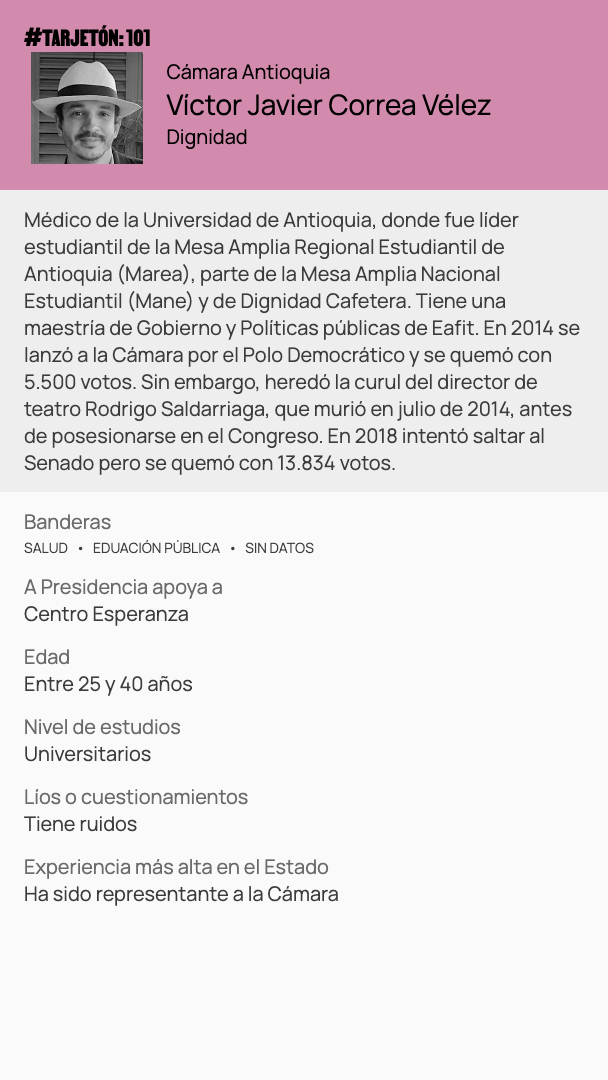 #TARJETÓN: 101
Cámara Antioquia
Víctor Javier Correa Vélez
Dignidad
Médico de la Universidad de Antioquia, donde fue líder
estudiantil de la Mesa Amplia Regional Estudiantil de
Antioquia (Marea), parte de la Mesa Amplia Nacional
Estudiantil (Mane) y de Dignidad Cafetera. Tiene una
maestría de Gobierno y Políticas públicas de Eafit. En 2014 se
lanzó a la Cámara por el Polo Democrático y se quemó con
5.500 votos. Sin embargo, heredó la curul del director de
teatro Rodrigo Saldarriaga, que murió en julio de 2014, antes
de posesionarse en el Congreso. En 2018 intentó saltar al
Senado pero se quemó con 13.834 votos.
Banderas
SALUD • EDUACIÓN PÚBLICA • SIN DATOS
A Presidencia apoya a
Centro Esperanza
Edad
Entre 25 y 40 años
Nivel de estudios
Universitarios
Líos o cuestionamientos
Tiene ruidos
Experiencia más alta en el Estado
Ha sido representante a la Cámara